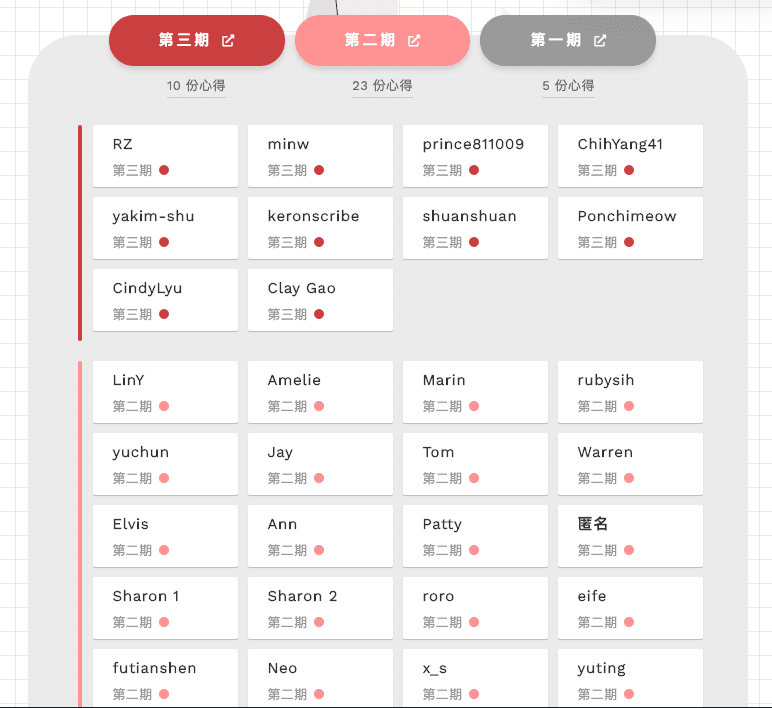 第三期
第二期
第一期
10 份心得
23 份心得
5 份心得
RZ
第三期
minw
第三期
prince811009
第三期
ChihYang41
第三期
yakim-shu
第三期
keronscribe
第三期
shuanshuan
第三期
Ponchimeow
第三期
CindyLyu
第三期
Clay Gao
第三期
LinY
第二期
Amelie
第二期
Marin
第二期
rubysih
第二期
yuchun
第二期
Jay
第二期
Tom
第二期
Warren
第二期
Elvis
第二期
Ann
第二期
Patty
第二期
匿名
第二期
Sharon 1
第二期
Sharon 2
第二期
roro
第二期
eife
第二期
futianshen
第二期
Neo
第二期
x_s
第二期
yuting
第二期